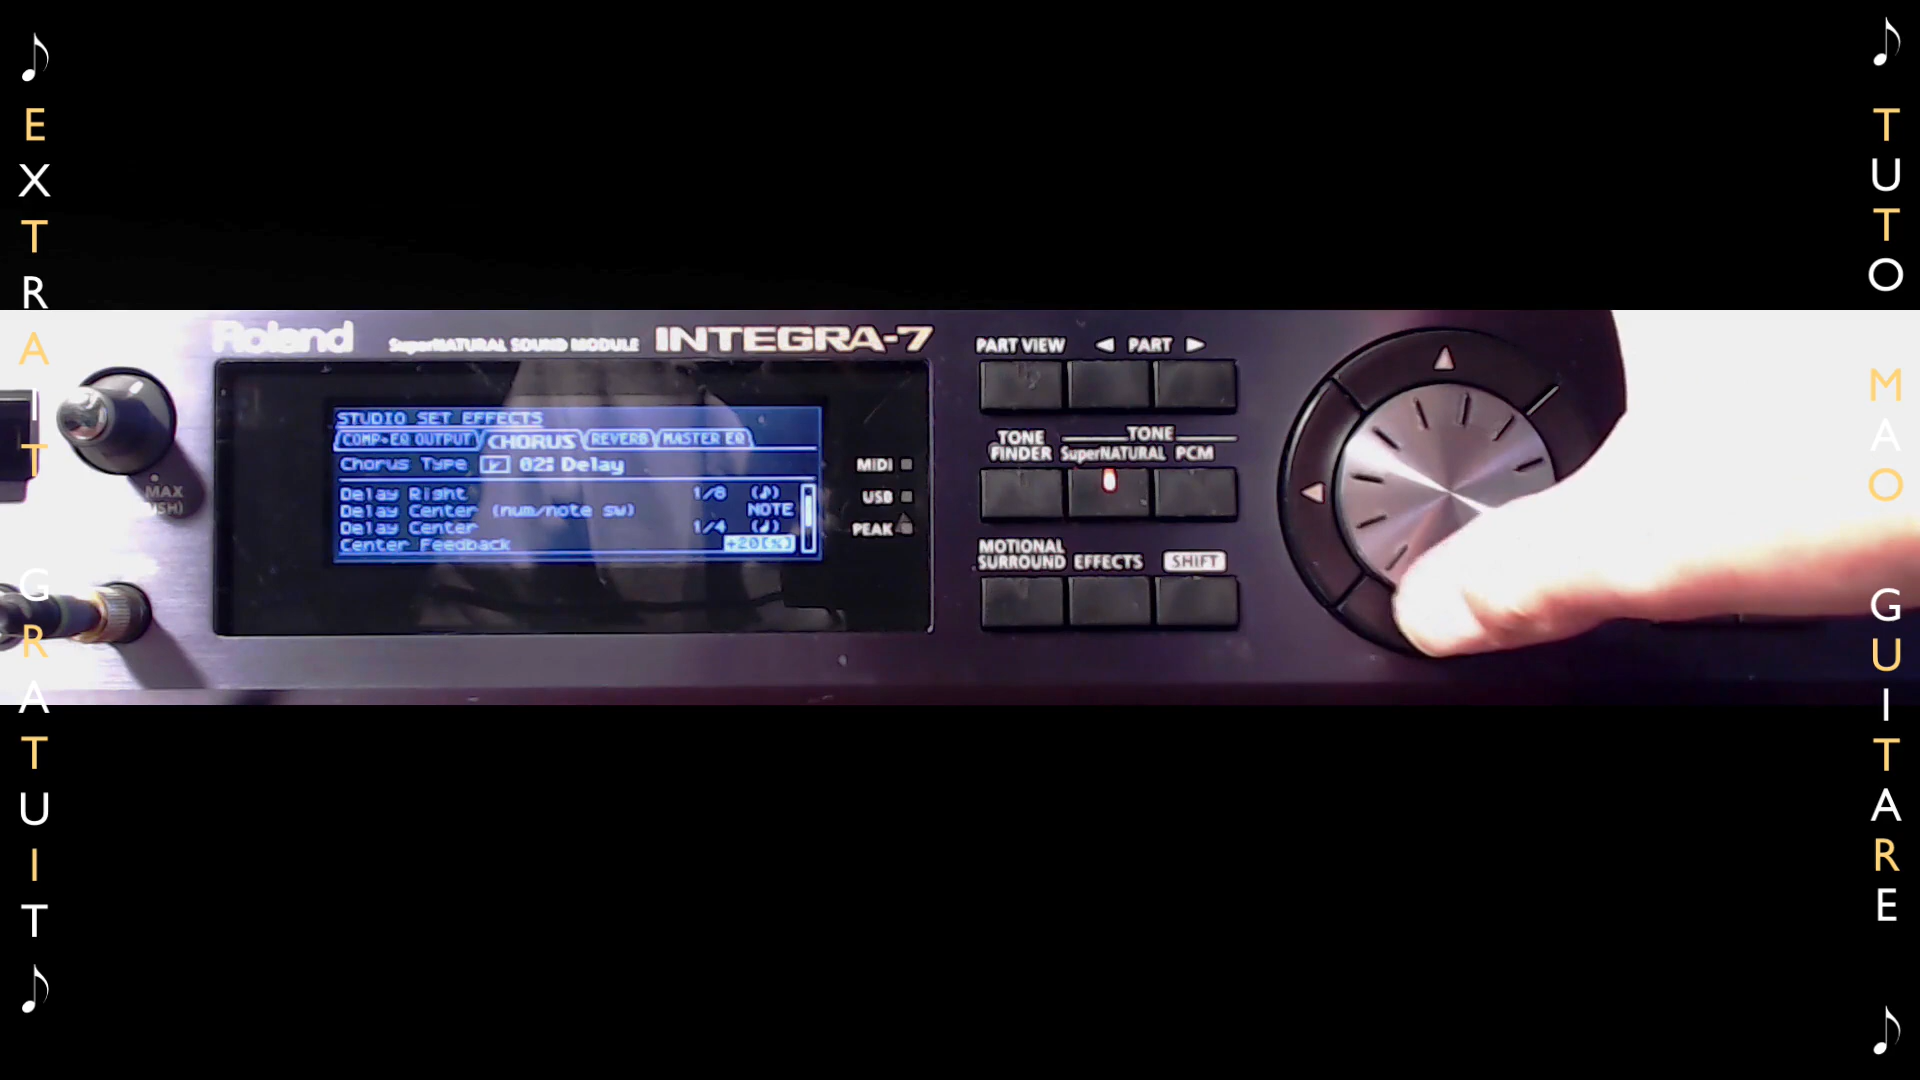 EXTRAIT GRATUIT
Roland
SuperNATURAL SOUND MODULE INTEGRA-7
STUDIO SET EFFECTS
COMP+EQ OUTPUT CHORUS REVERB MASTER EQ
Chorus Type 02: Delay
Delay Right 1/8 (♪)
Delay Center (num/note sw) NOTE
Delay Center 1/4 (♩)
Center Feedback +20[%]
MAX
MIDI
USB
PEAK
PART VIEW ◄ PART ►
TONE FINDER
TONE
SuperNATURAL PCM
MOTIONAL SURROUND
EFFECTS
SHIFT
TUTO MAO GUITARE